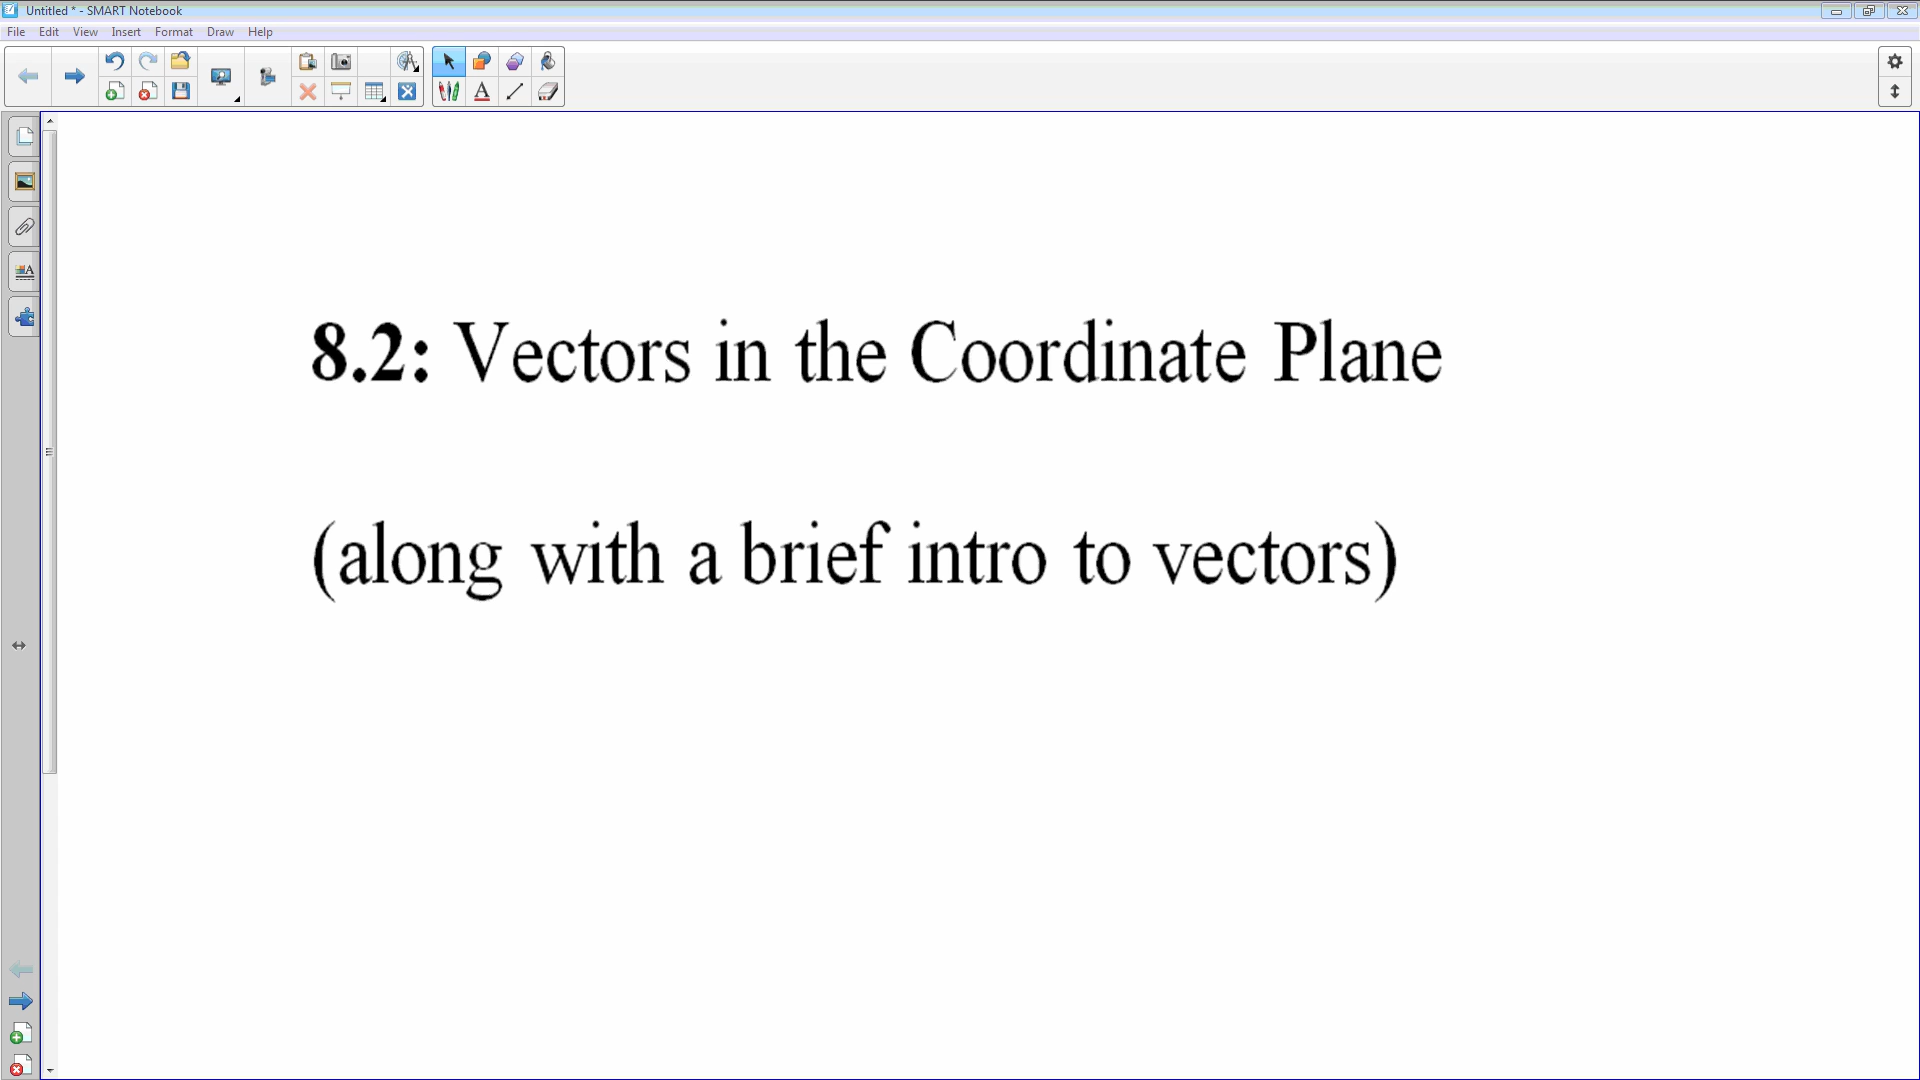 Untitled * - SMART Notebook
File Edit View Insert Format Draw Help
8.2: Vectors in the Coordinate Plane
(along with a brief intro to vectors)